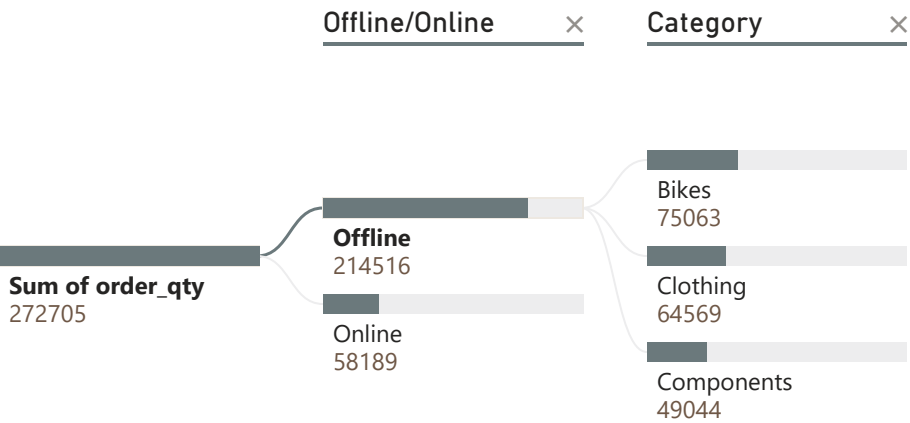 Offline/Online
Category
Sum of order_qty
272705
Offline
214516
Online
58189
Bikes
75063
Clothing
64569
Components
49044